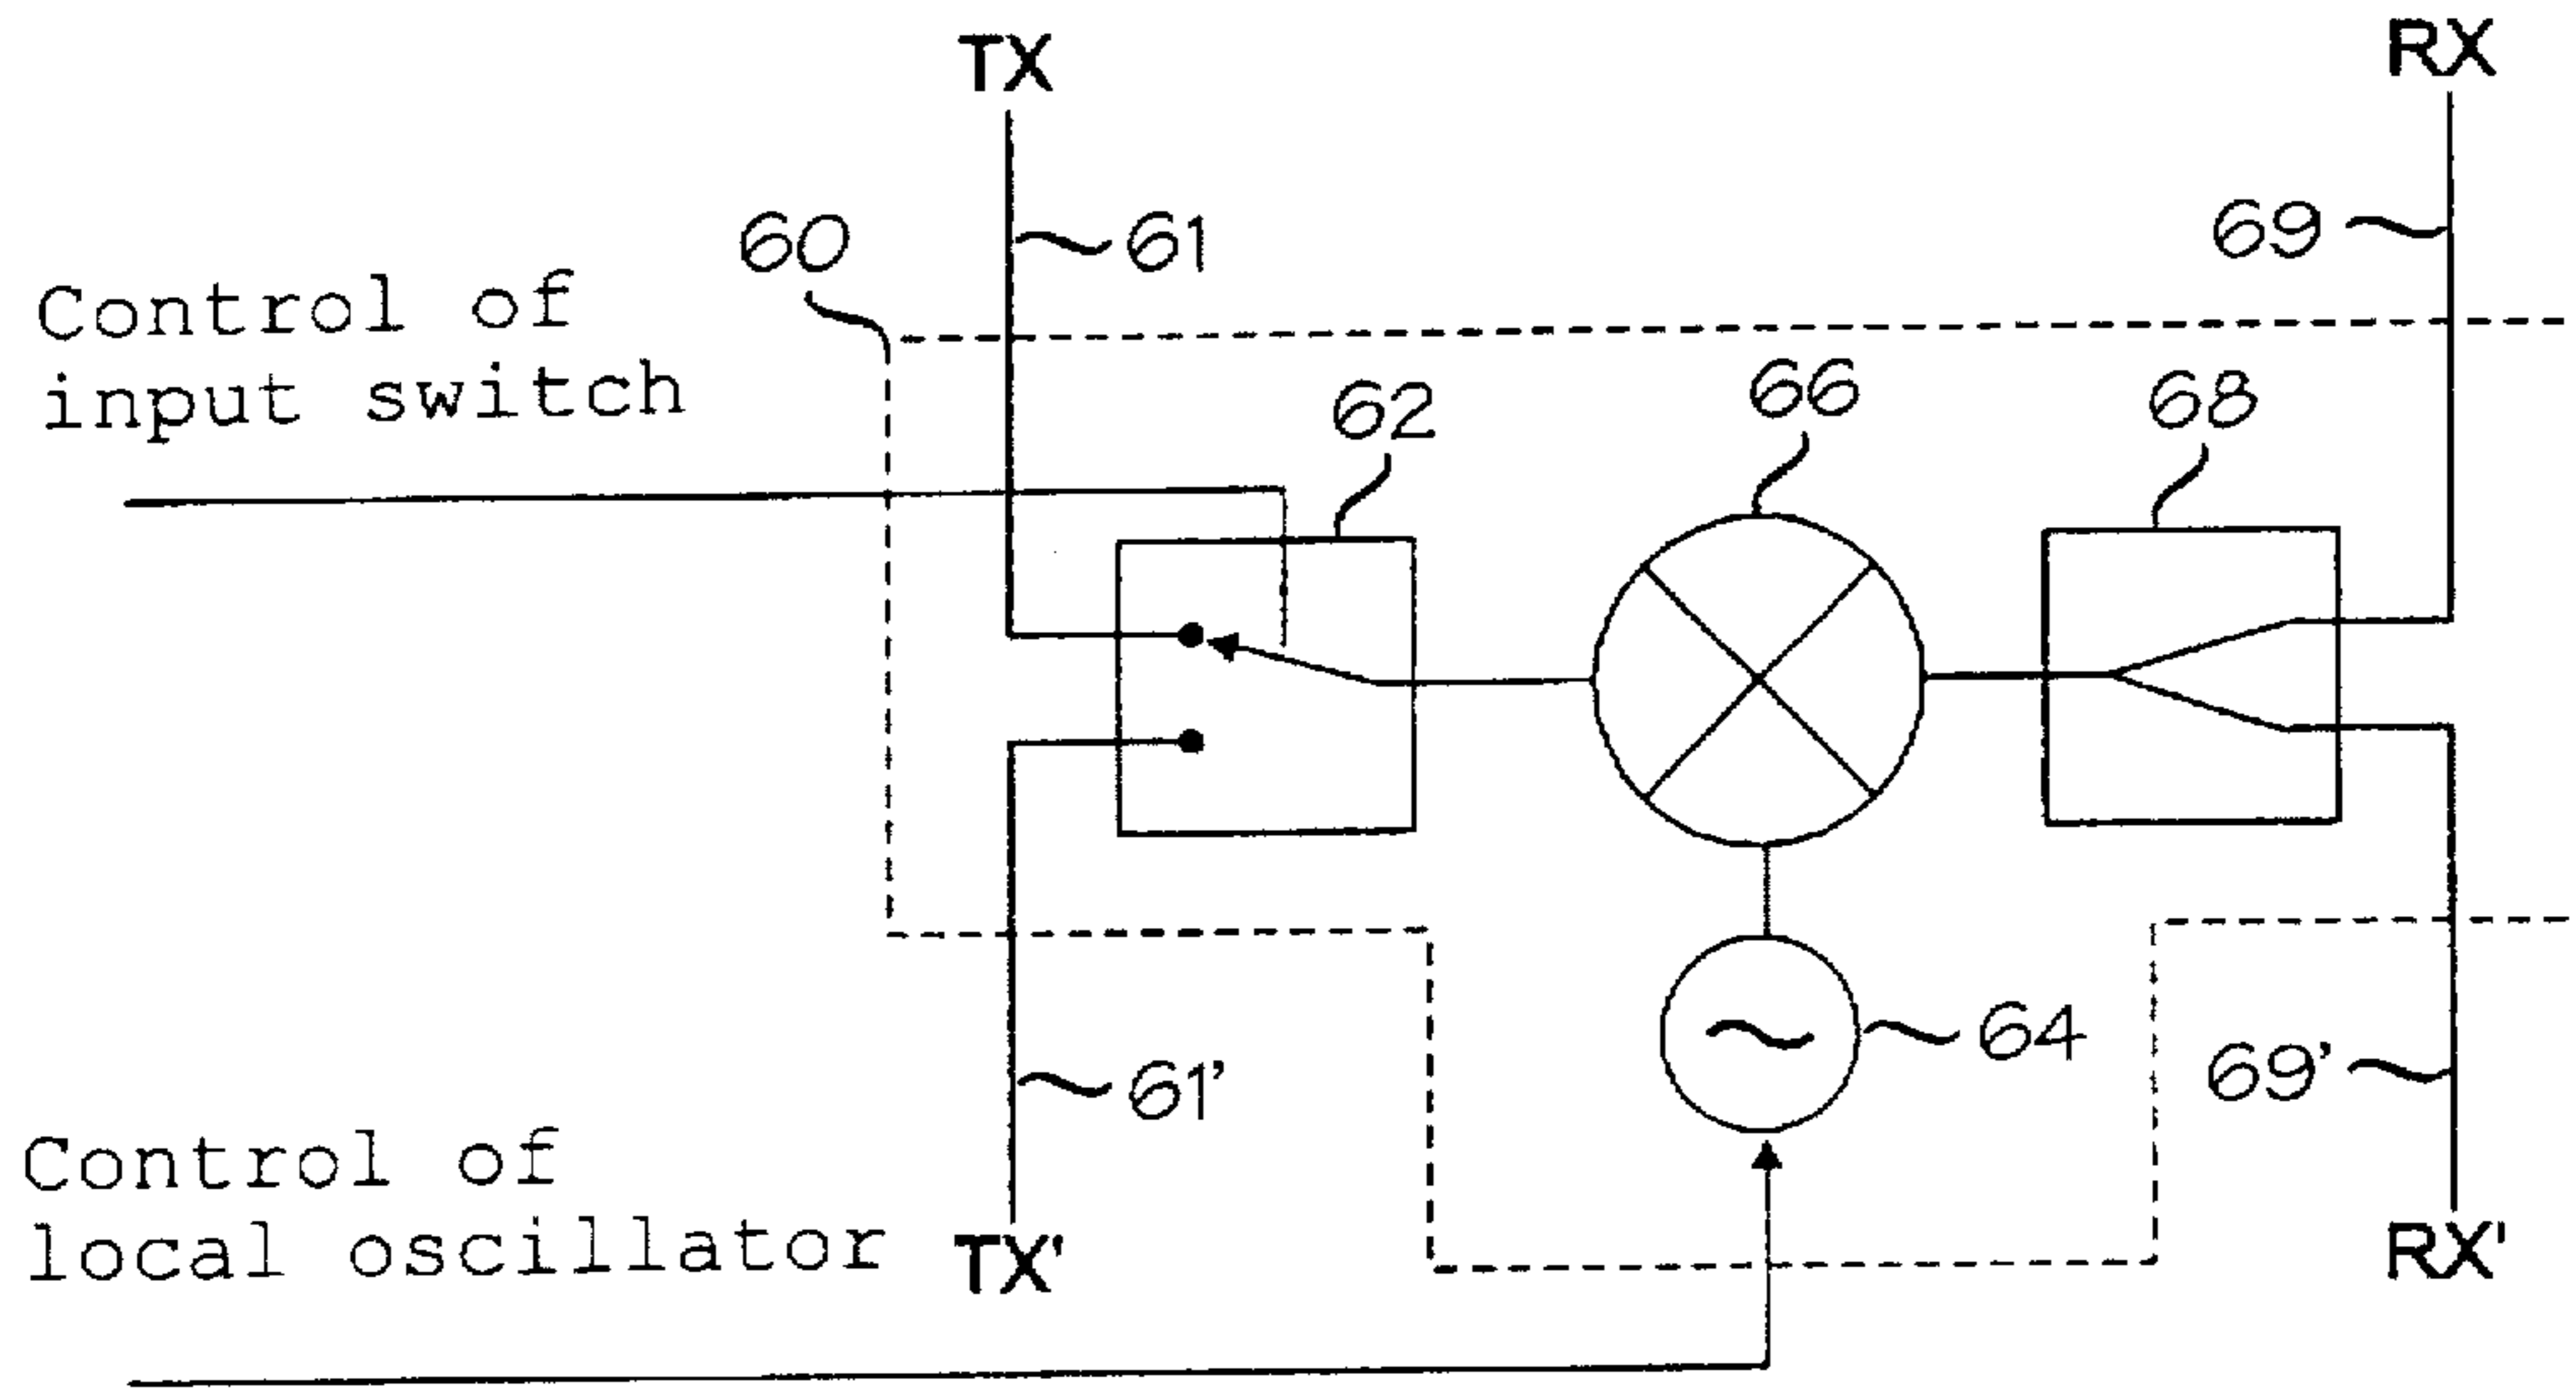 TX
RX
60
61
69
Control of
input switch
62
66
68
64
61'
69'
Control of
local oscillator
TX'
RX'